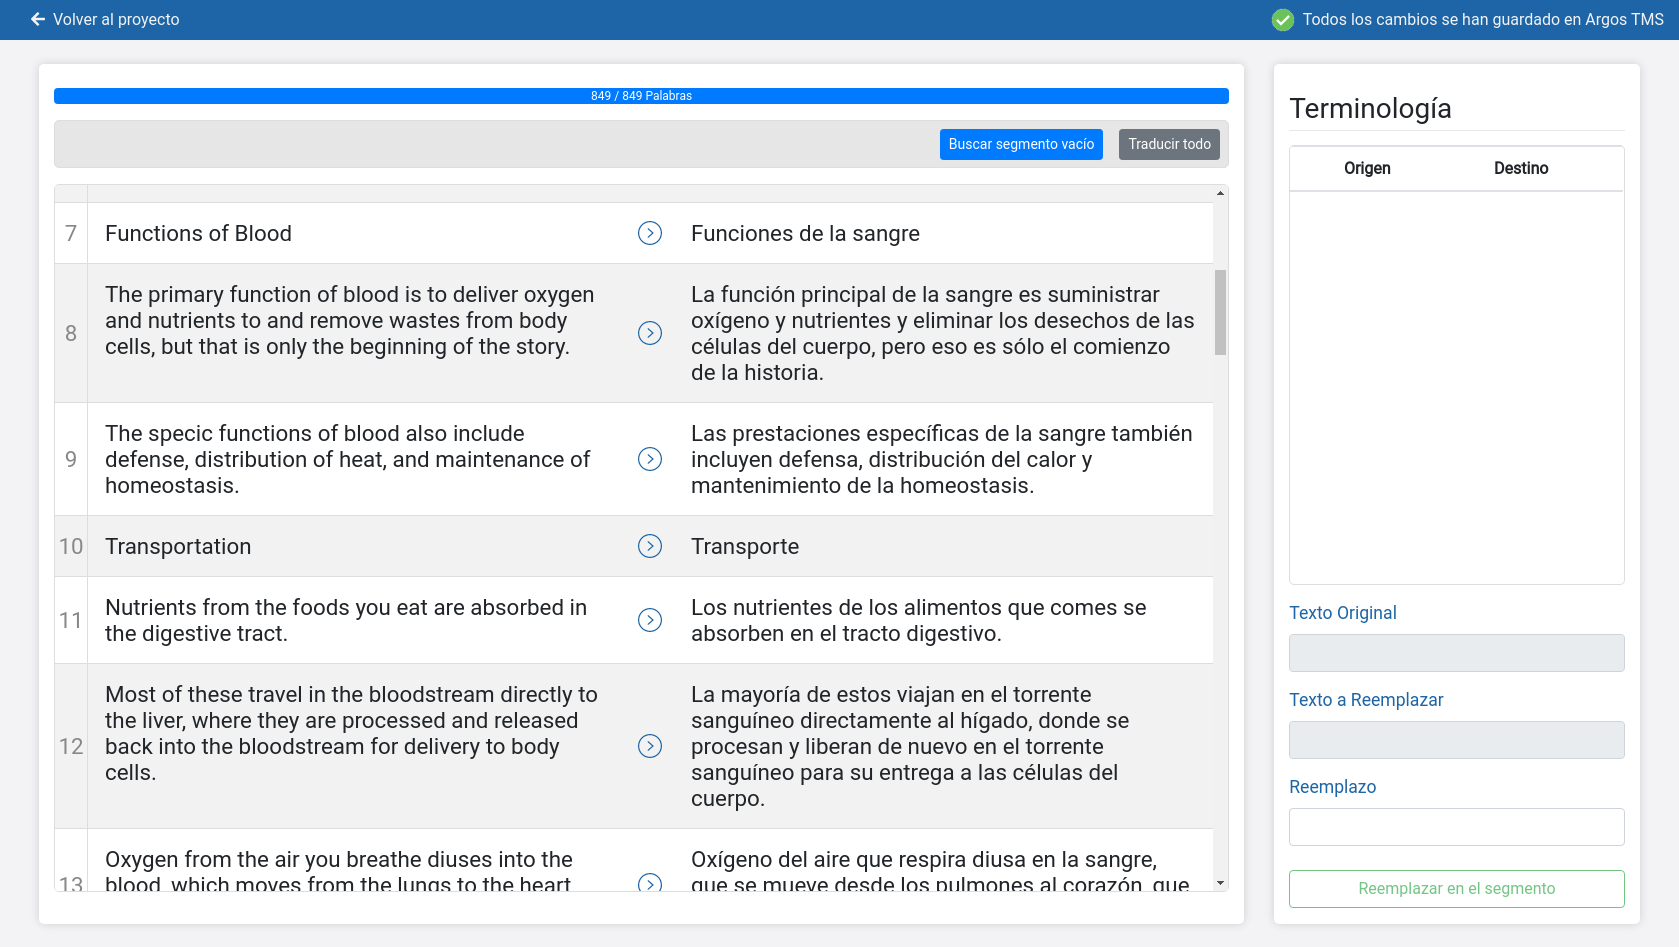 Volver al proyecto
Todos los cambios se han guardado en Argos TMS
849 / 849 Palabras
Buscar segmento vacío
Traducir todo
7
Functions of Blood
Funciones de la sangre
8
The primary function of blood is to deliver oxygen
and nutrients to and remove wastes from body
cells, but that is only the beginning of the story.
La función principal de la sangre es suministrar
oxígeno y nutrientes y eliminar los desechos de las
células del cuerpo, pero eso es sólo el comienzo
de la historia.
9
The specic functions of blood also include
defense, distribution of heat, and maintenance of
homeostasis.
Las prestaciones específicas de la sangre también
incluyen defensa, distribución del calor y
mantenimiento de la homeostasis.
10
Transportation
Transporte
11
Nutrients from the foods you eat are absorbed in
the digestive tract.
Los nutrientes de los alimentos que comes se
absorben en el tracto digestivo.
12
Most of these travel in the bloodstream directly to
the liver, where they are processed and released
back into the bloodstream for delivery to body
cells.
La mayoría de estos viajan en el torrente
sanguíneo directamente al hígado, donde se
procesan y liberan de nuevo en el torrente
sanguíneo para su entrega a las células del
cuerpo.
13
Oxygen from the air you breathe diuses into the
blood, which moves from the lungs to the heart
Oxígeno del aire que respira diusa en la sangre,
que se mueve desde los pulmones al corazón, que
Terminología
Origen
Destino
Texto Original
Texto a Reemplazar
Reemplazo
Reemplazar en el segmento